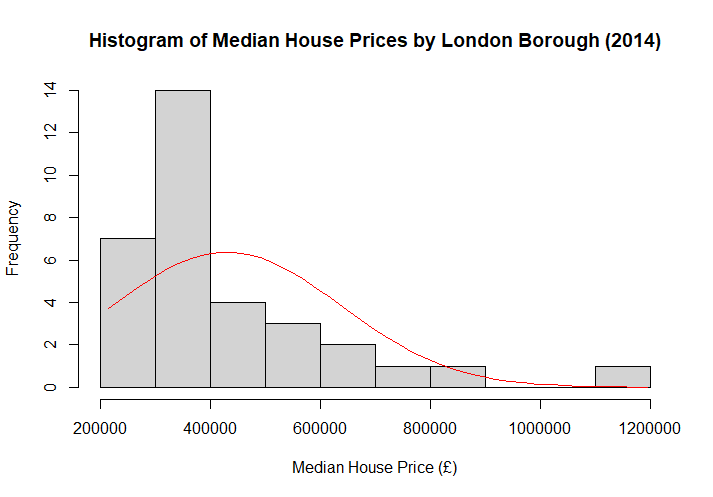 Histogram of Median House Prices by London Borough (2014)
14
12
10
8
6
4
2
0
Frequency
200000 400000 600000 800000 1000000 1200000
Median House Price (£)